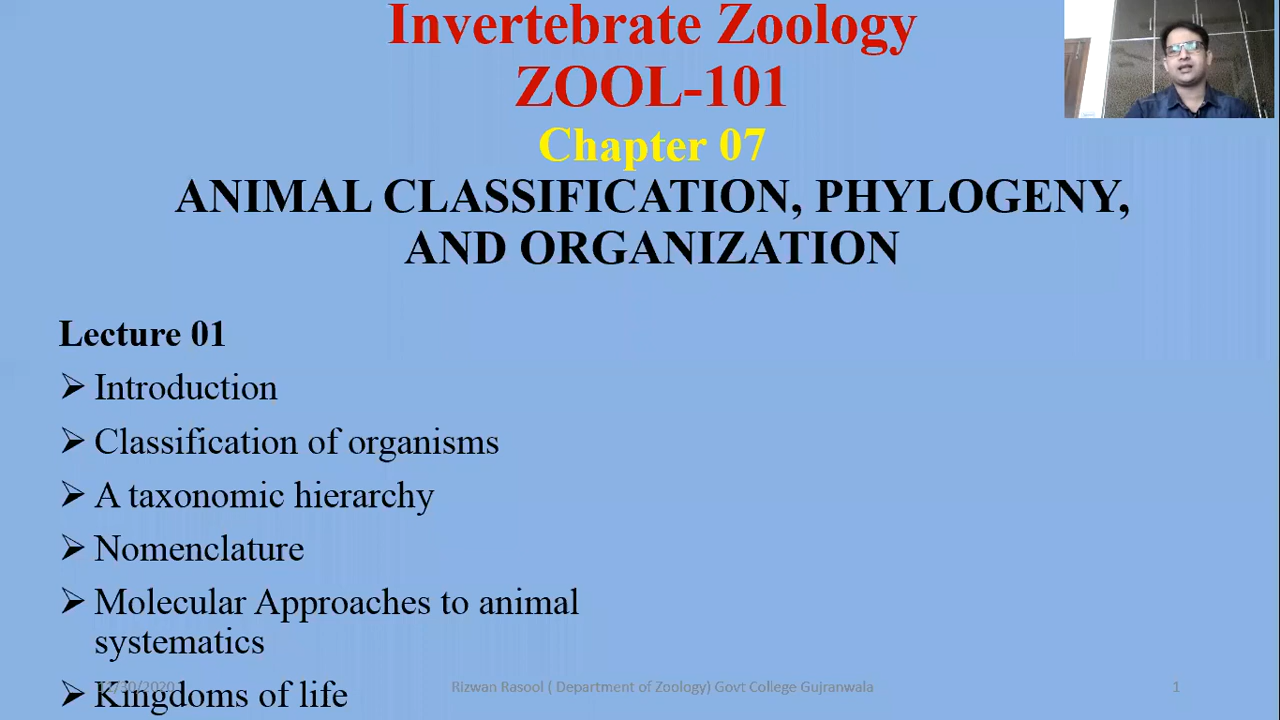 Invertebrate Zoology
ZOOL-101
Chapter 07
ANIMAL CLASSIFICATION, PHYLOGENY,
AND ORGANIZATION
Lecture 01
➢ Introduction
➢ Classification of organisms
➢ A taxonomic hierarchy
➢ Nomenclature
➢ Molecular Approaches to animal
systematics
➢ Kingdoms of life
Rizwan Rasool ( Department of Zoology) Govt College Gujranwala
1